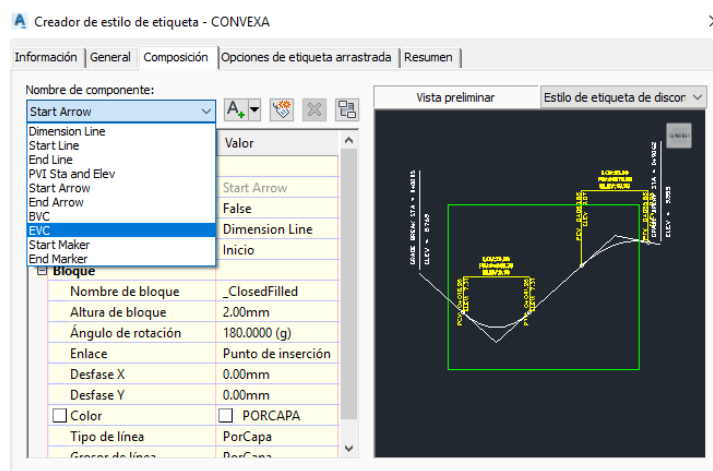 Creador de estilo de etiqueta - CONVEXA
Información General Composición Opciones de etiqueta arrastrada Resumen
Nombre de componente:
Start Arrow
Dimension Line
Start Line
End Line
PVI Sta and Elev
Start Arrow
End Arrow
BVC
EVC
Start Maker
End Marker
Valor
Start Arrow
False
Dimension Line
Inicio
Bloque
Nombre de bloque _ClosedFilled
Altura de bloque 2.00mm
Ángulo de rotación 180.0000 (g)
Enlace Punto de inserción
Desfase X 0.00mm
Desfase Y 0.00mm
Color PORCAPA
Tipo de línea PorCapa
Grosor de línea PorCapa
Vista preliminar Estilo de etiqueta de discor